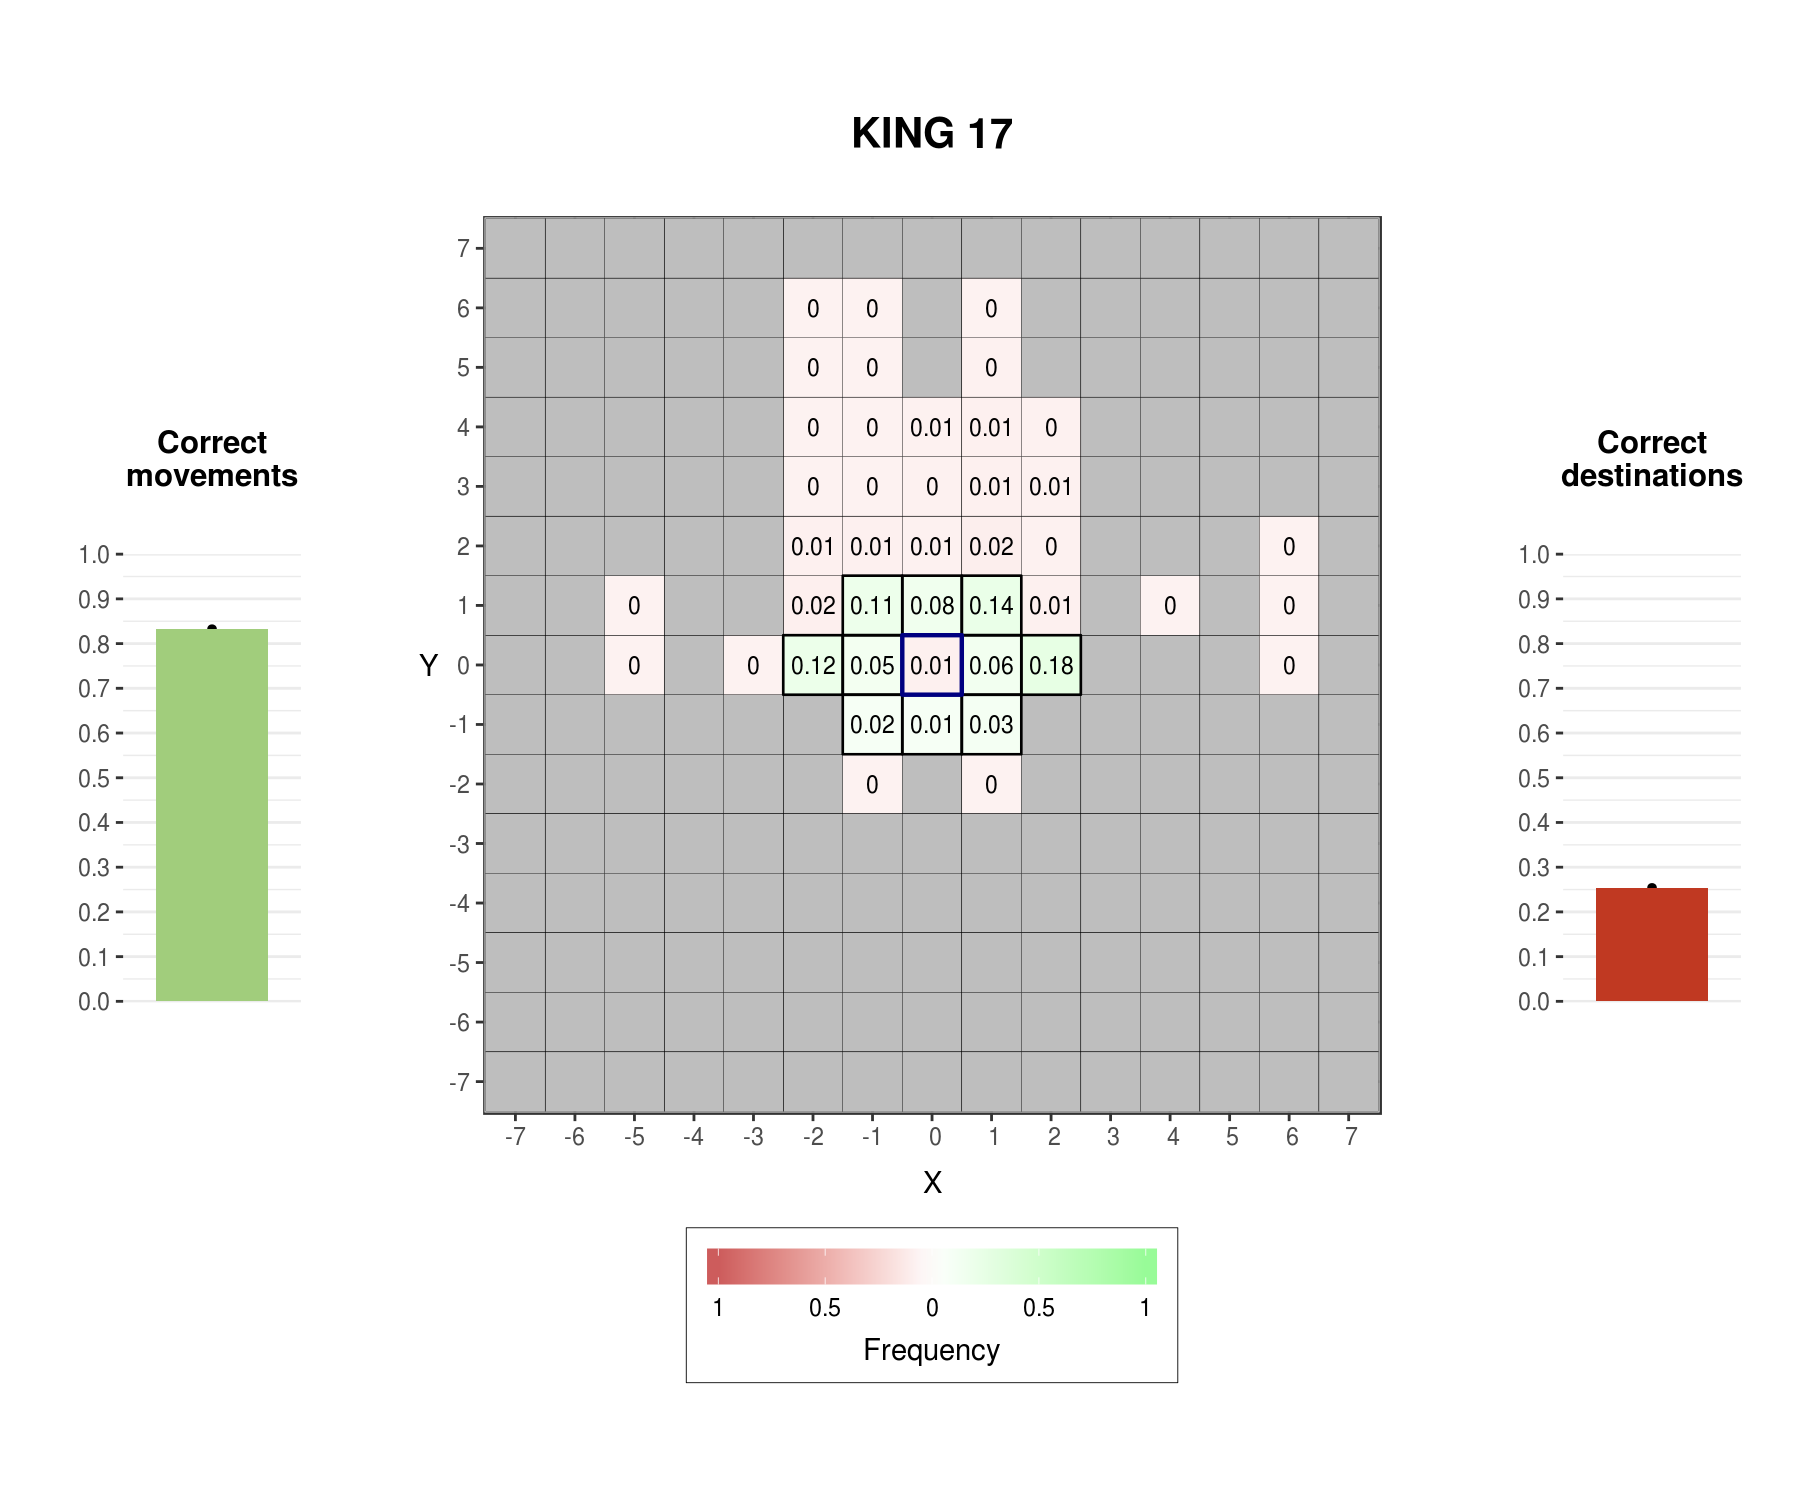 KING 17
Correct
movements
1.0
0.9
0.8
0.7
0.6
0.5
0.4
0.3
0.2
0.1
0.0
Y
7
6 0 0 0
5 0 0 0
4 0 0 0.01 0.01 0
3 0 0 0 0.01 0.01
2 0.01 0.01 0.01 0.02 0 0
1 0 0.02 0.11 0.08 0.14 0.01 0 0
0 0 0 0.12 0.05 0.01 0.06 0.18 0
-1 0.02 0.01 0.03
-2 0 0
-3
-4
-5
-6
-7
-7 -6 -5 -4 -3 -2 -1 0 1 2 3 4 5 6 7
X
1 0.5 0 0.5 1
Frequency
Correct
destinations
1.0
0.9
0.8
0.7
0.6
0.5
0.4
0.3
0.2
0.1
0.0